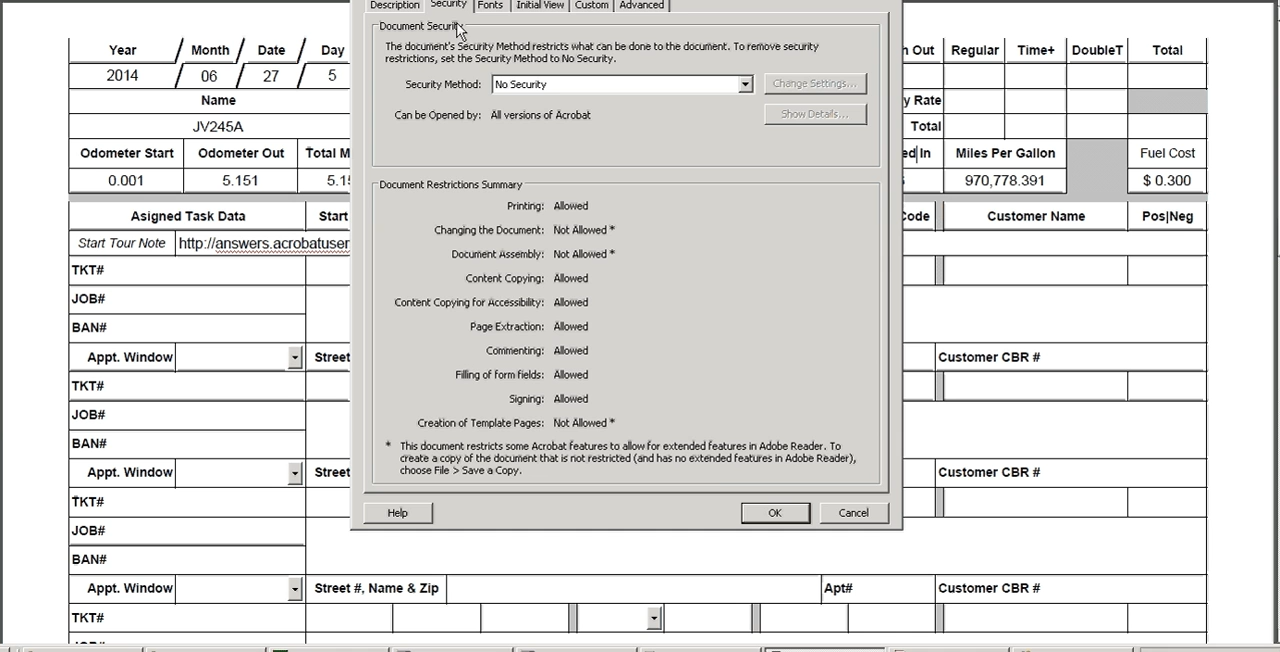 Description Security Fonts Initial View Custom Advanced
Document Security
The document's Security Method restricts what can be done to the document. To remove security
restrictions, set the Security Method to No Security.
Security Method: No Security Change Settings...
Can be Opened by: All versions of Acrobat Show Details...
Document Restrictions Summary
Printing: Allowed
Changing the Document: Not Allowed *
Document Assembly: Not Allowed *
Content Copying: Allowed
Content Copying for Accessibility: Allowed
Page Extraction: Allowed
Commenting: Allowed
Filling of form fields: Allowed
Signing: Allowed
Creation of Template Pages: Not Allowed *
* This document restricts some Acrobat features to allow for extended features in Adobe Reader. To
create a copy of the document that is not restricted (and has no extended features in Adobe Reader),
choose File > Save a Copy.
Help OK Cancel
Year / Month / Date / Day Out Regular Time+ DoubleT Total
2014 / 06 / 27 / 5
Name Rate
JV245A Total
Odometer Start Odometer Out Total In Miles Per Gallon Fuel Cost
0.001 5.151 970,778.391 $ 0.300
Asigned Task Data Start Code Customer Name Pos|Neg
Start Tour Note http://answers.acrobatuser
TKT#
JOB#
BAN#
Appt. Window Street Customer CBR #
TKT#
JOB#
BAN#
Appt. Window Street Customer CBR #
TKT#
JOB#
BAN#
Appt. Window Street #, Name & Zip Apt# Customer CBR #
TKT#